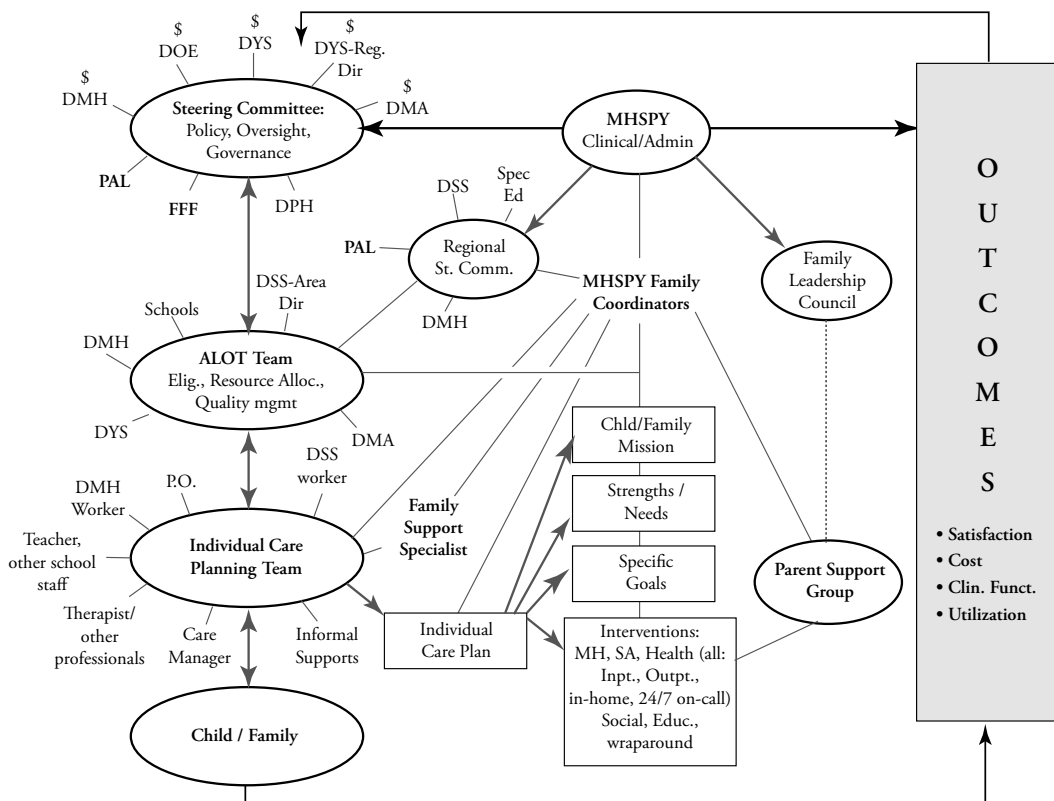 $
DMH
$
DOE
$
DYS
$
DYS-Reg.
Dir
$
DMA
Steering Committee:
Policy, Oversight,
Governance
PAL
FFF
DPH
MHSPY
Clinical/Admin
DSS
Spec
Ed
PAL
Regional
St. Comm.
DMH
MHSPY Family
Coordinators
Family
Leadership
Council
DSS-Area
Dir
Schools
DMH
ALOT Team
Elig., Resource Alloc.,
Quality mgmt
DYS
DMA
DSS
worker
P.O.
DMH
Worker
Teacher,
other school
staff
Individual Care
Planning Team
Family
Support
Specialist
Therapist/
other
professionals
Care
Manager
Informal
Supports
Individual
Care Plan
Chld/Family
Mission
Strengths /
Needs
Specific
Goals
Interventions:
MH, SA, Health (all:
Inpt., Outpt.,
in-home, 24/7 on-call)
Social, Educ.,
wraparound
Parent Support
Group
Child / Family
O
U
T
C
O
M
E
S
• Satisfaction
• Cost
• Clin. Funct.
• Utilization